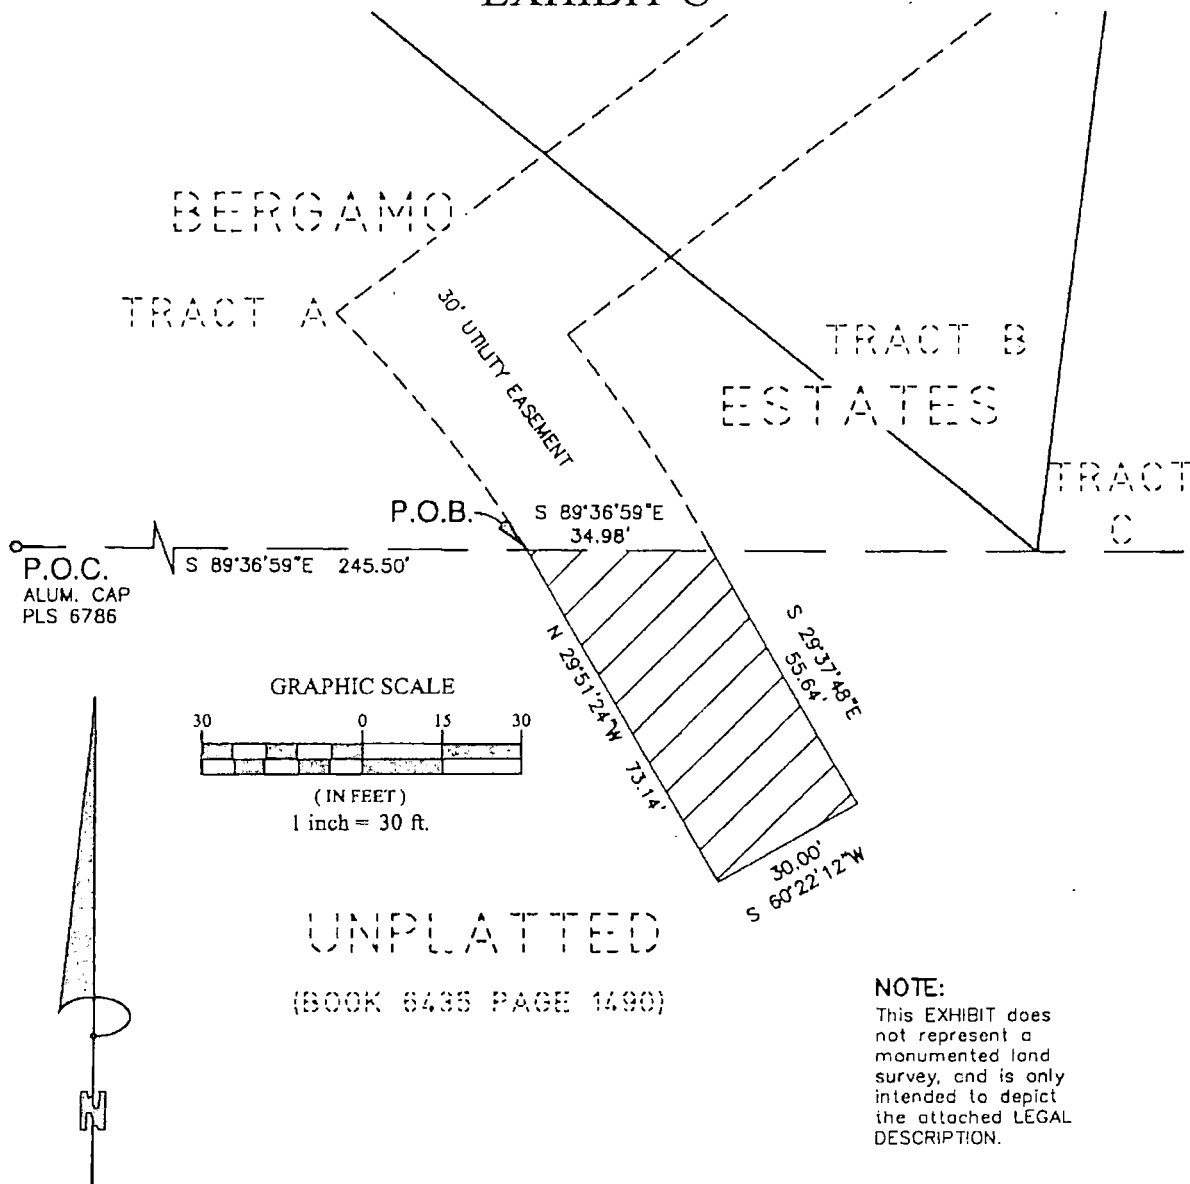 EXHIBIT C
BERGAMO
TRACT A
30' UTILITY EASEMENT
TRACT B
ESTATES
TRACT
C
P.O.B.
S 89°36'59"E
34.98'
P.O.C.
ALUM. CAP
PLS 6786
S 89°36'59"E 245.50'
N 29°51'24"W 73.14'
S 29°37'48"E
55.64'
30.00'
S 60°22'12"W
GRAPHIC SCALE
30 0 15 30
( IN FEET )
1 inch = 30 ft.
UNPLATTED
(BOOK 6435 PAGE 1490)
N
NOTE:
This EXHIBIT does
not represent a
monumented land
survey, and is only
intended to depict
the attached LEGAL
DESCRIPTION.